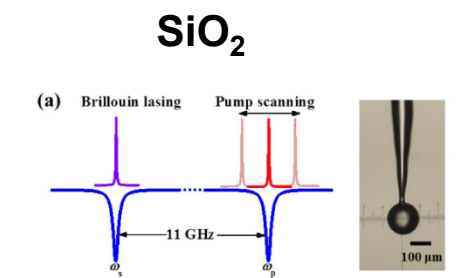 SiO₂
(a) Brillouin lasing Pump scanning
11 GHz
ωs ωp
100 μm